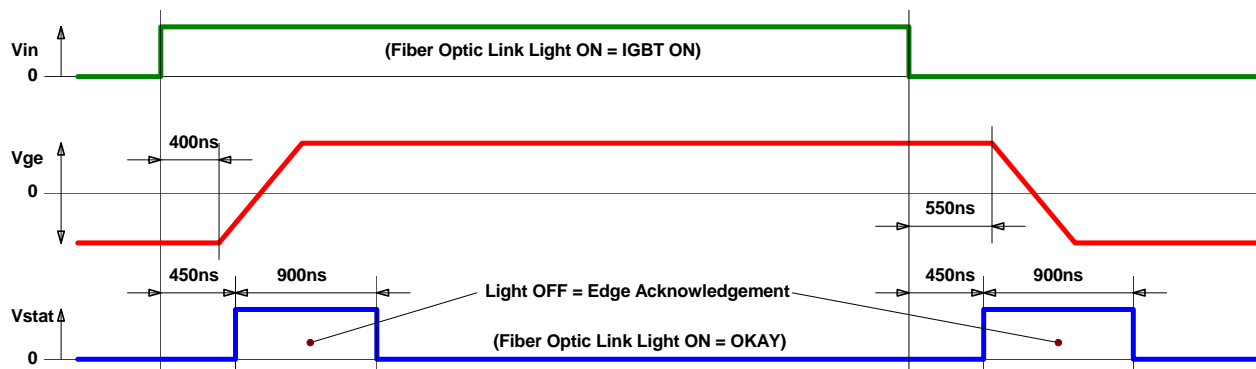 Vin
(Fiber Optic Link Light ON = IGBT ON)
0
400ns
Vge
0
550ns
450ns
900ns
Light OFF = Edge Acknowledgement
450ns
900ns
Vstat
(Fiber Optic Link Light ON = OKAY)
0